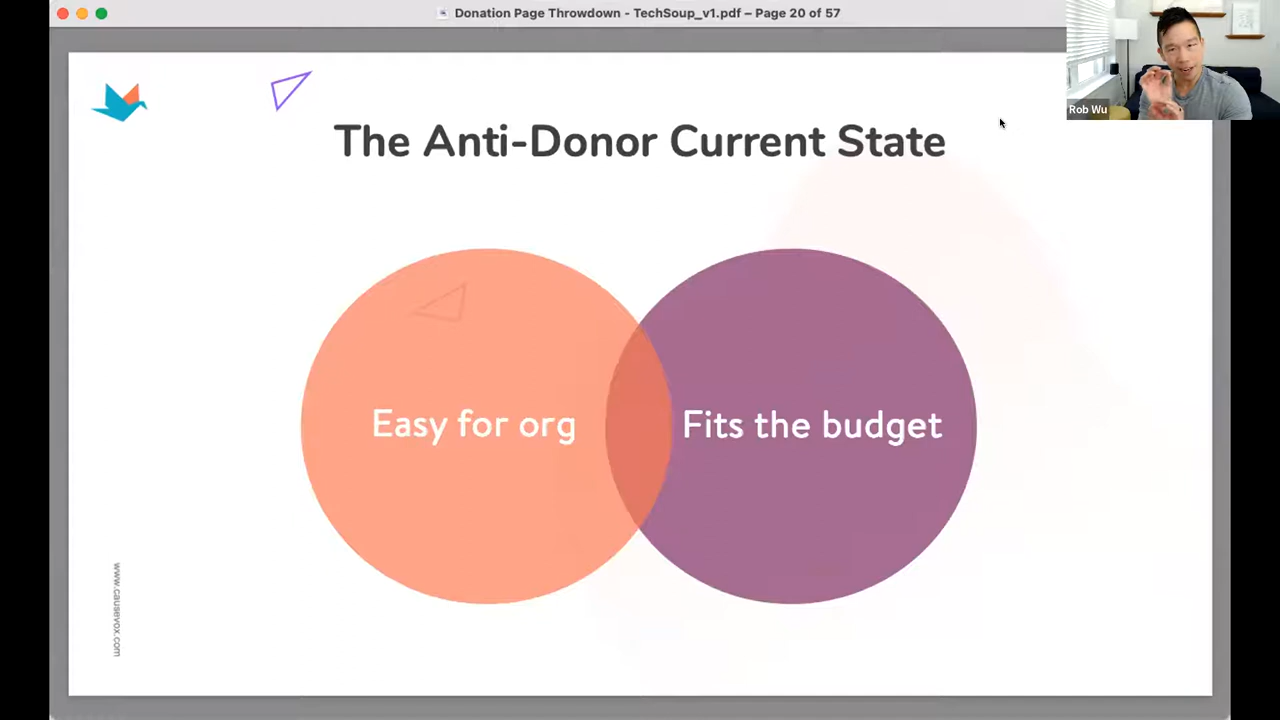 Donation Page Throwdown - TechSoup_v1.pdf – Page 20 of 57
Rob Wu
The Anti-Donor Current State
Easy for org
Fits the budget
www.causevox.com